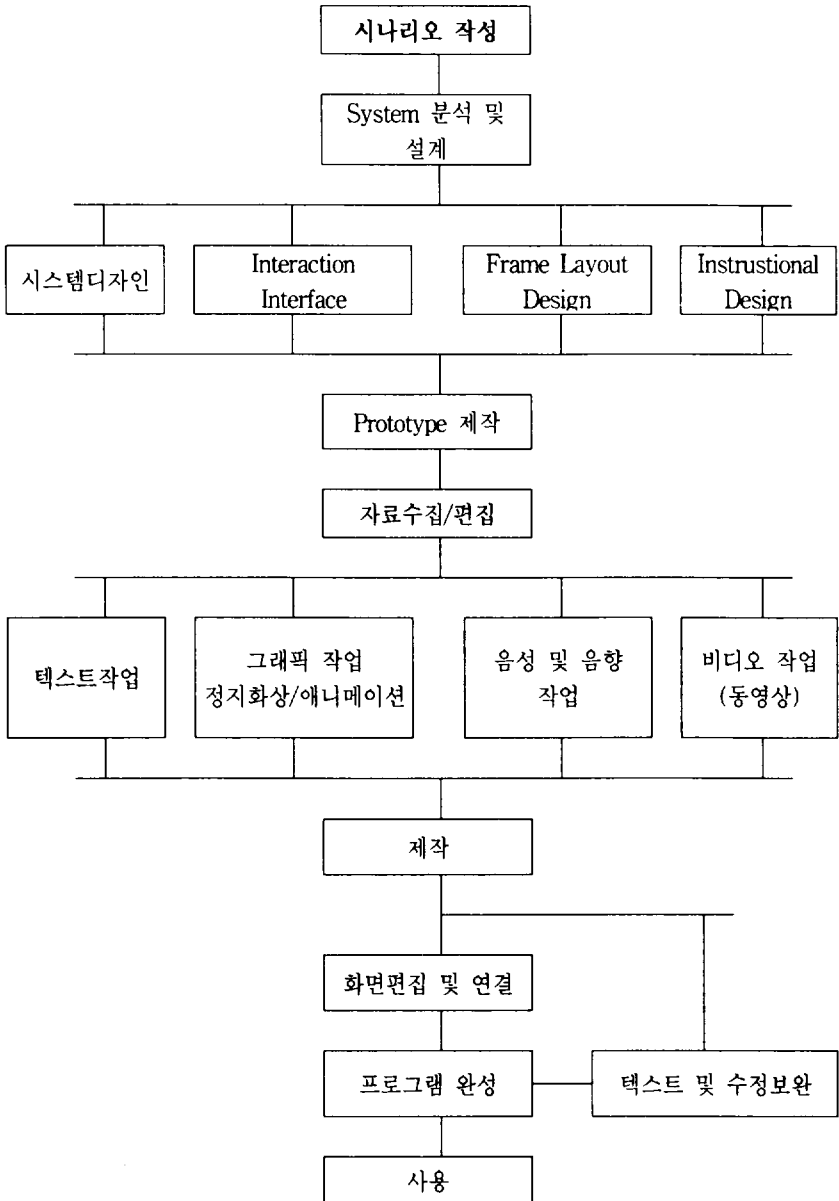 시나리오 작성
System 분석 및
설계
시스템디자인
Interaction
Interface
Frame Layout
Design
Instrustional
Design
Prototype 제작
자료수집/편집
텍스트작업
그래픽 작업
정지화상/애니메이션
음성 및 음향
작업
비디오 작업
(동영상)
제작
화면편집 및 연결
프로그램 완성
텍스트 및 수정보완
사용